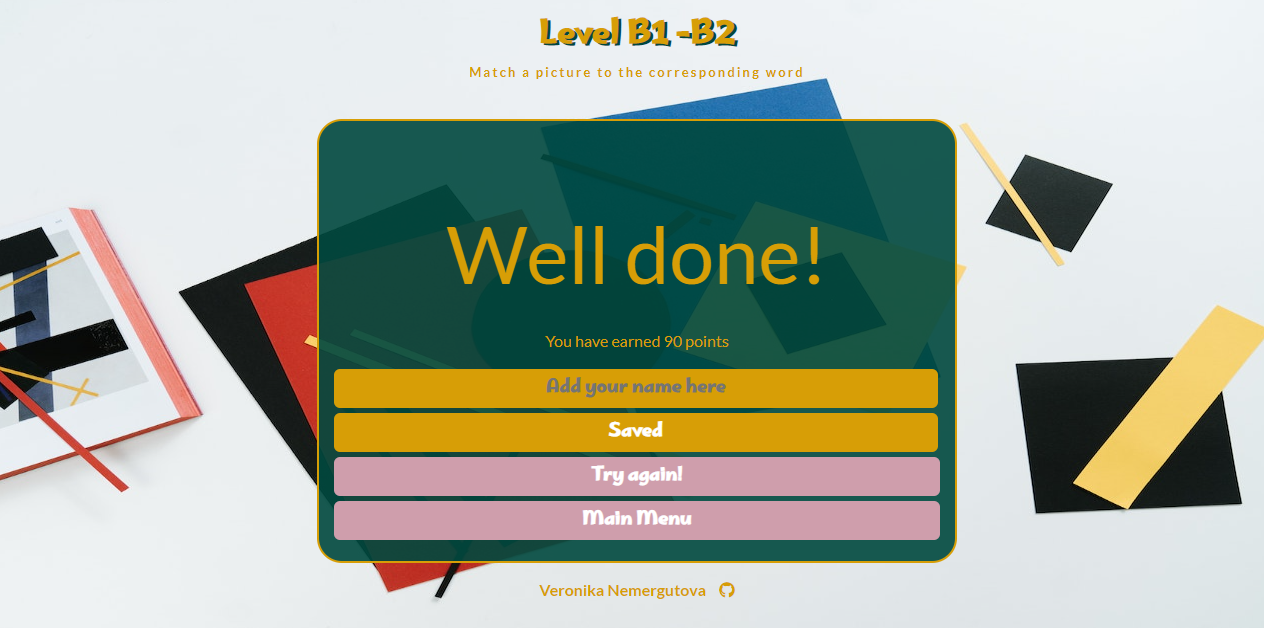 Level B1 -B2
Match a picture to the corresponding word
Well done!
You have earned 90 points
Add your name here
Saved
Try again!
Main Menu
Veronika Nemergutova